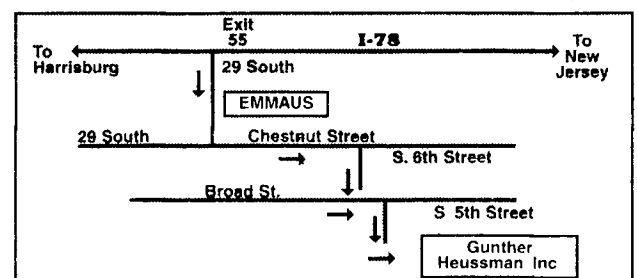 Exit
55
I-78
To
Harrisburg
To
New
Jersey
29 South
EMMAUS
29 South
Chestnut Street
S. 6th Street
Broad St.
S 5th Street
Gunther
Heussman Inc